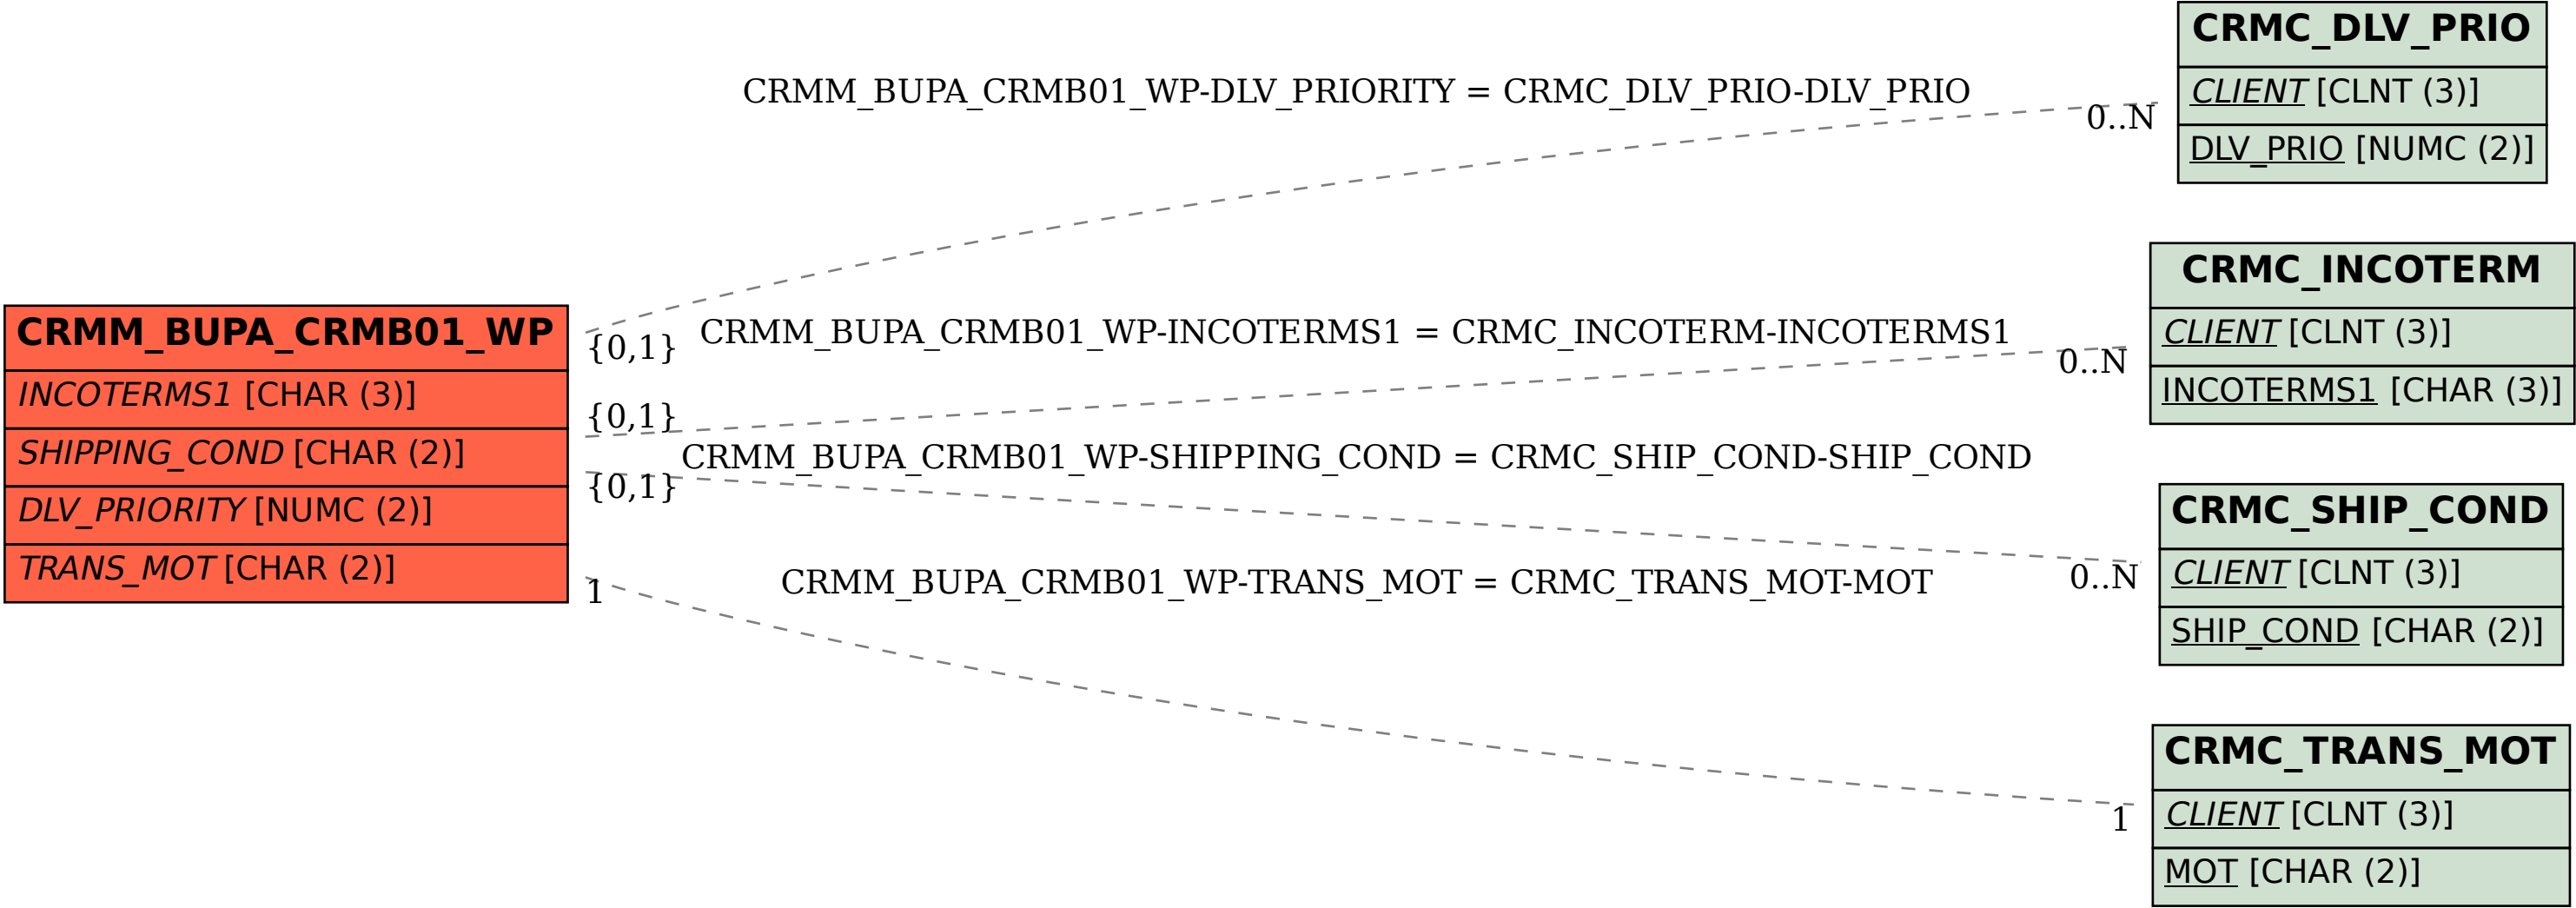 CRMM_BUPA_CRMB01_WP
INCOTERMS1 [CHAR (3)]
SHIPPING_COND [CHAR (2)]
DLV_PRIORITY [NUMC (2)]
TRANS_MOT [CHAR (2)]
CRMM_BUPA_CRMB01_WP-DLV_PRIORITY = CRMC_DLV_PRIO-DLV_PRIO
{0,1}
0..N
CRMM_BUPA_CRMB01_WP-INCOTERMS1 = CRMC_INCOTERM-INCOTERMS1
{0,1}
0..N
CRMM_BUPA_CRMB01_WP-SHIPPING_COND = CRMC_SHIP_COND-SHIP_COND
{0,1}
0..N
CRMM_BUPA_CRMB01_WP-TRANS_MOT = CRMC_TRANS_MOT-MOT
1
1
CRMC_DLV_PRIO
CLIENT [CLNT (3)]
DLV_PRIO [NUMC (2)]
CRMC_INCOTERM
CLIENT [CLNT (3)]
INCOTERMS1 [CHAR (3)]
CRMC_SHIP_COND
CLIENT [CLNT (3)]
SHIP_COND [CHAR (2)]
CRMC_TRANS_MOT
CLIENT [CLNT (3)]
MOT [CHAR (2)]